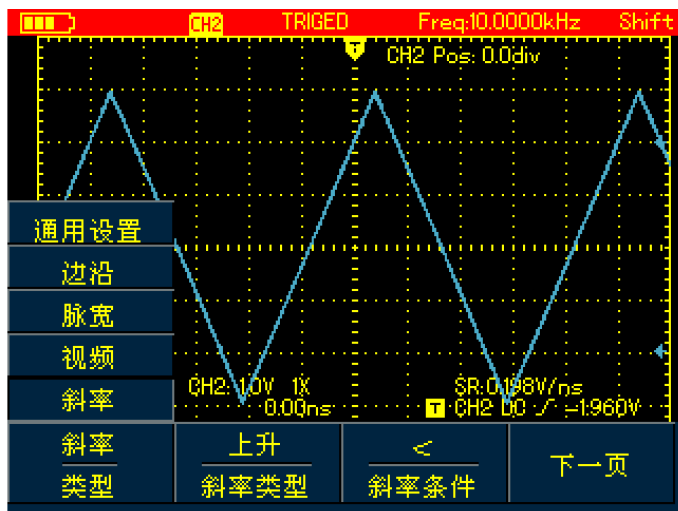 CH2 TRIGED Freq:10.0000kHz Shift
T CH2 Pos: 0.0div
通用设置
边沿
脉宽
视频
斜率
CH2: 1.0V 1X SR:0.198V/ns
0.00ns T CH2 DC -1.960V
斜率 上升 <
类型 斜率类型 斜率条件 下一页